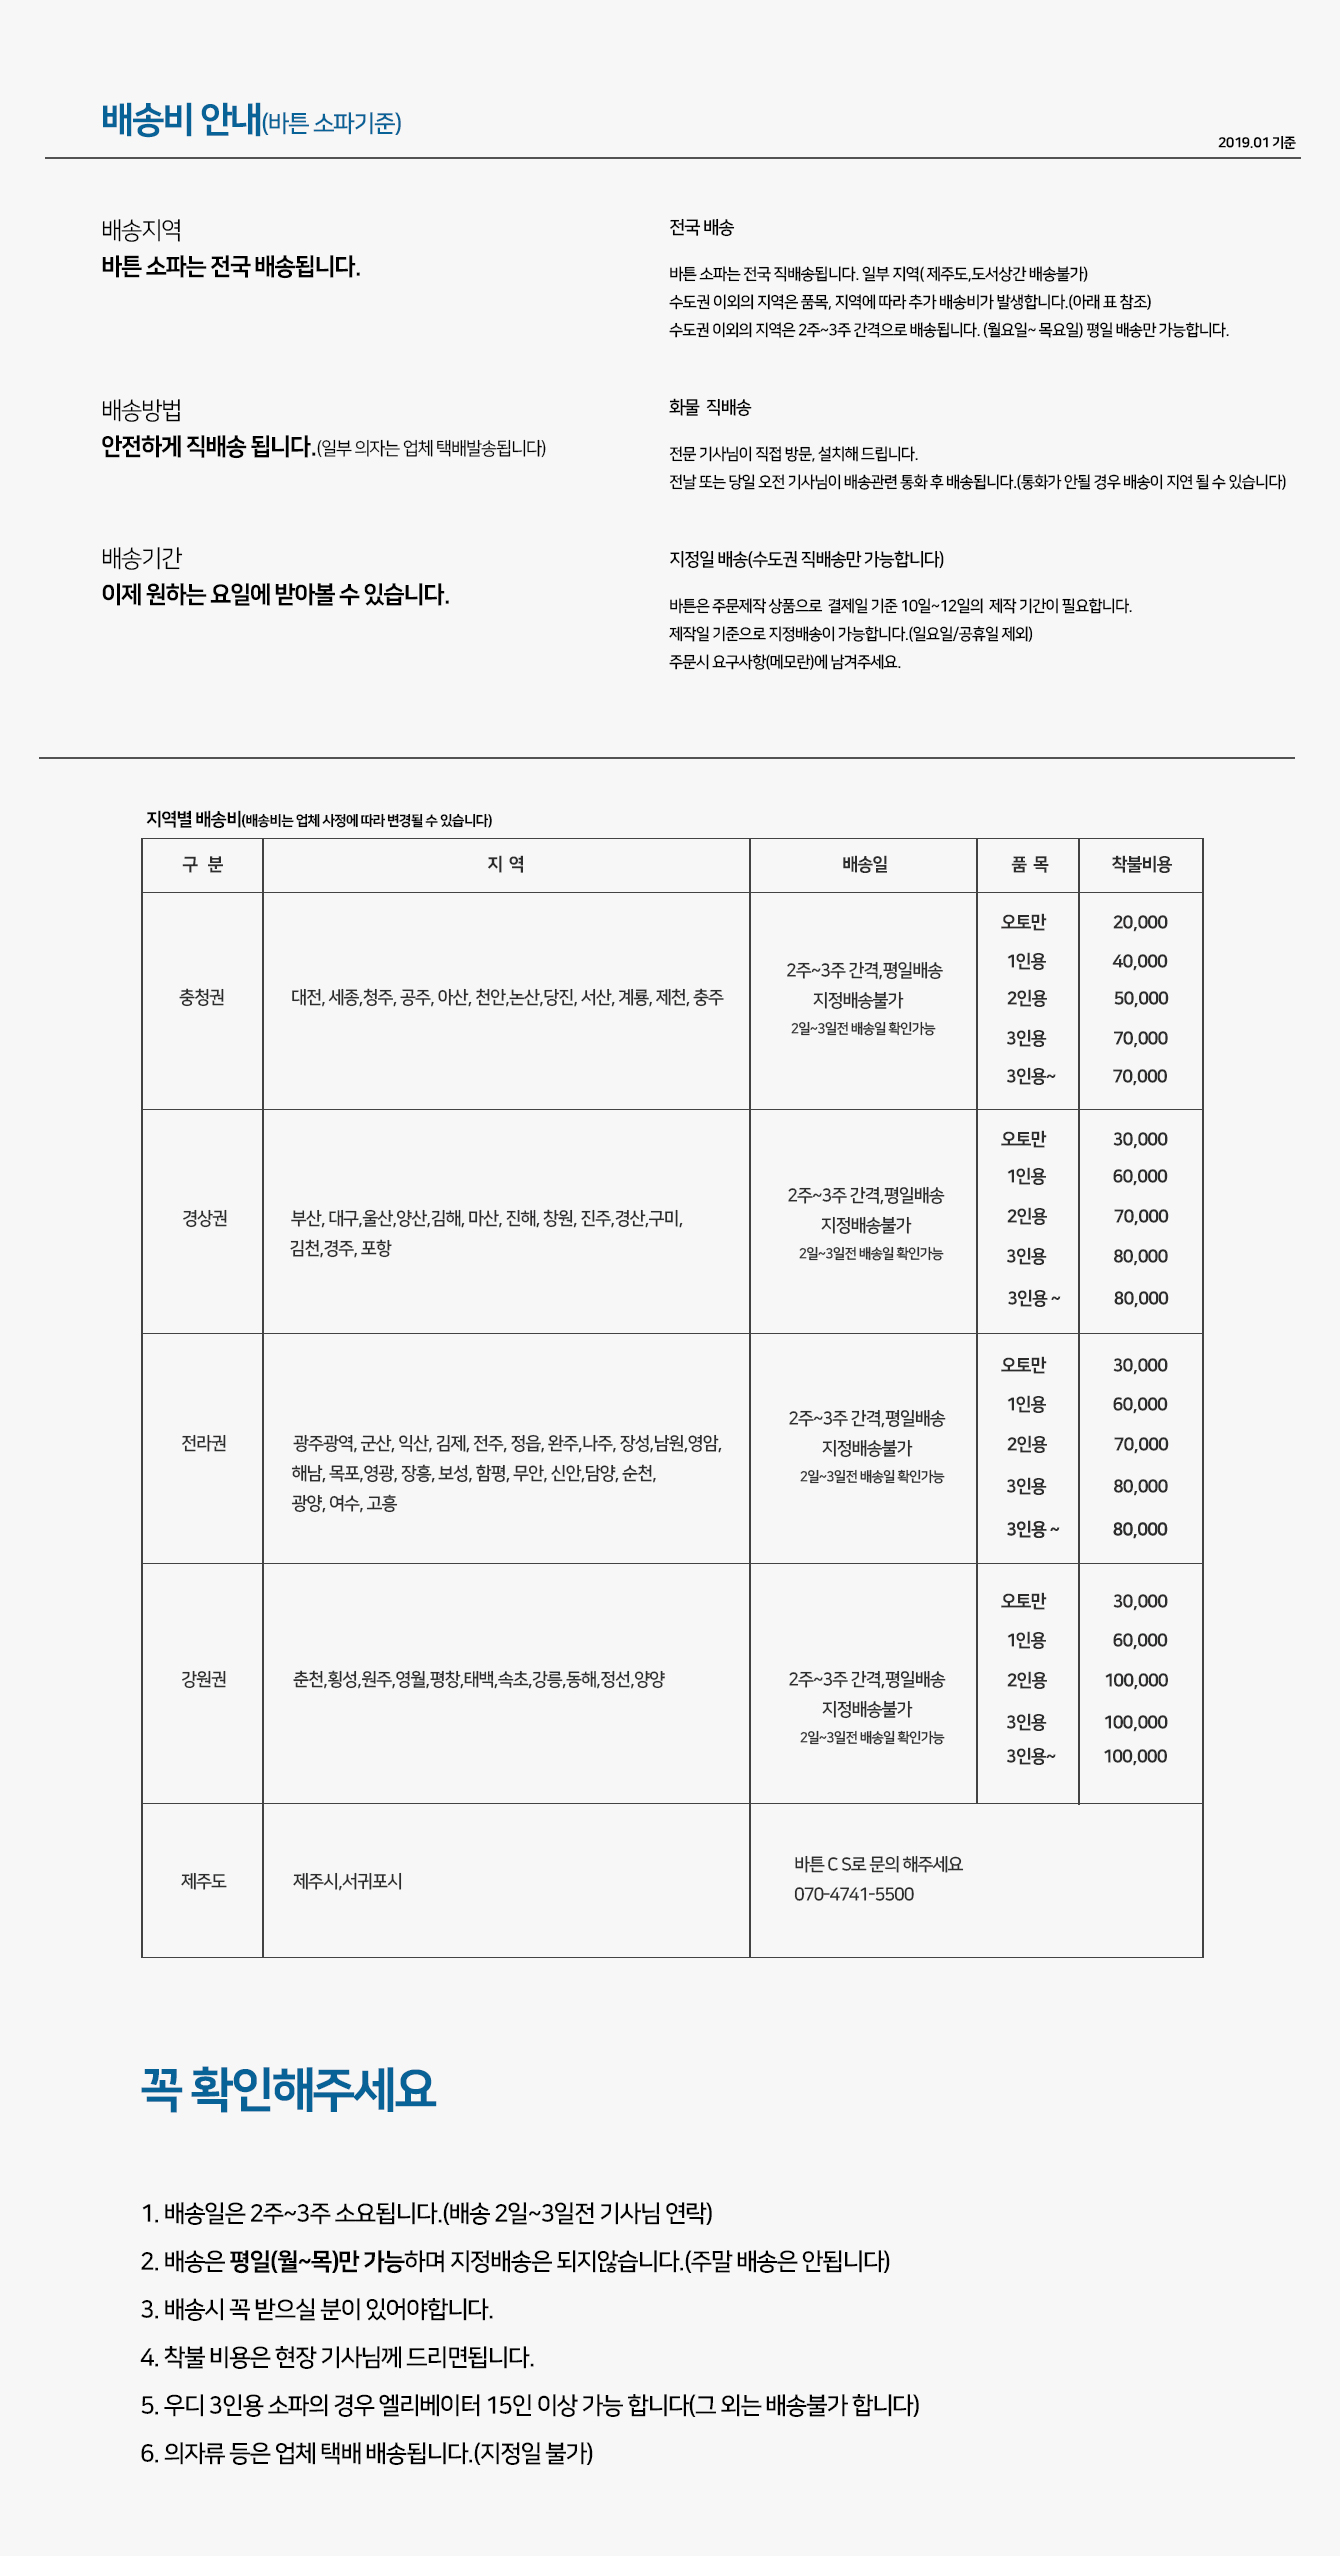 배송비 안내(바튼 소파기준)
2019.01 기준
배송지역
바튼 소파는 전국 배송됩니다.
전국 배송
바튼 소파는 전국 직배송됩니다. 일부 지역( 제주도,도서상간 배송불가)
수도권 이외의 지역은 품목, 지역에 따라 추가 배송비가 발생합니다.(아래 표 참조)
수도권 이외의 지역은 2주~3주 간격으로 배송됩니다. (월요일~ 목요일) 평일 배송만 가능합니다.
배송방법
안전하게 직배송 됩니다.(일부 의자는 업체 택배발송됩니다)
화물 직배송
전문 기사님이 직접 방문, 설치해 드립니다.
전날 또는 당일 오전 기사님이 배송관련 통화 후 배송됩니다.(통화가 안될 경우 배송이 지연 될 수 있습니다)
배송기간
이제 원하는 요일에 받아볼 수 있습니다.
지정일 배송(수도권 직배송만 가능합니다)
바튼은 주문제작 상품으로 결제일 기준 10일~12일의 제작 기간이 필요합니다.
제작일 기준으로 지정배송이 가능합니다.(일요일/공휴일 제외)
주문시 요구사항(메모란)에 남겨주세요.
지역별 배송비(배송비는 업체 사정에 따라 변경될 수 있습니다)
구 분 지 역 배송일 품 목 착불비용
충청권
대전, 세종,청주, 공주, 아산, 천안,논산,당진, 서산, 계룡, 제천, 충주
2주~3주 간격,평일배송
지정배송불가
2일~3일전 배송일 확인가능
오토만 20,000
1인용 40,000
2인용 50,000
3인용 70,000
3인용~ 70,000
경상권
부산, 대구,울산,양산,김해, 마산, 진해, 창원, 진주,경산,구미,
김천,경주, 포항
2주~3주 간격,평일배송
지정배송불가
2일~3일전 배송일 확인가능
오토만 30,000
1인용 60,000
2인용 70,000
3인용 80,000
3인용 ~ 80,000
전라권
광주광역, 군산, 익산, 김제, 전주, 정읍, 완주,나주, 장성,남원,영암,
해남, 목포,영광, 장흥, 보성, 함평, 무안, 신안,담양, 순천,
광양, 여수, 고흥
2주~3주 간격,평일배송
지정배송불가
2일~3일전 배송일 확인가능
오토만 30,000
1인용 60,000
2인용 70,000
3인용 80,000
3인용 ~ 80,000
강원권
춘천,횡성,원주,영월,평창,태백,속초,강릉,동해,정선,양양
2주~3주 간격,평일배송
지정배송불가
2일~3일전 배송일 확인가능
오토만 30,000
1인용 60,000
2인용 100,000
3인용 100,000
3인용~ 100,000
제주도
제주시,서귀포시
바튼 C S로 문의 해주세요
070-4741-5500
꼭 확인해주세요
1. 배송일은 2주~3주 소요됩니다.(배송 2일~3일전 기사님 연락)
2. 배송은 평일(월~목)만 가능하며 지정배송은 되지않습니다.(주말 배송은 안됩니다)
3. 배송시 꼭 받으실 분이 있어야합니다.
4. 착불 비용은 현장 기사님께 드리면됩니다.
5. 우디 3인용 소파의 경우 엘리베이터 15인 이상 가능 합니다(그 외는 배송불가 합니다)
6. 의자류 등은 업체 택배 배송됩니다.(지정일 불가)